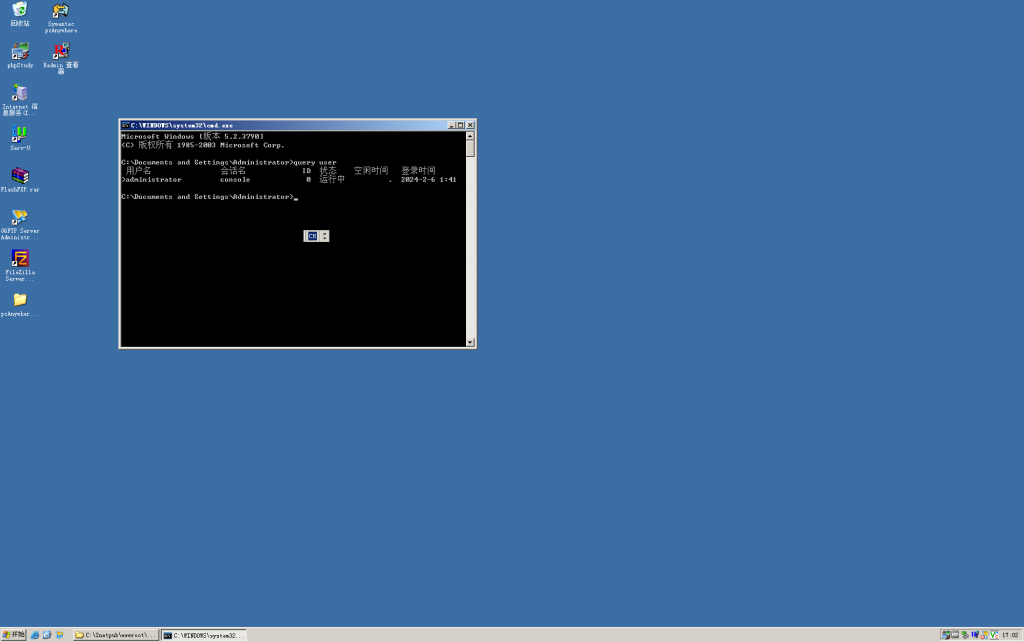 回收站
Symantec
pcAnywhere
phpStudy
Radmin 查看
器
Internet 信
息服务(I...
Serv-U
FlashFXP.rar
G6FTP Server
Administr...
FileZilla
Server...
pcAnywher...
C:\WINDOWS\system32\cmd.exe
Microsoft Windows [版本 5.2.3790]
(C) 版权所有 1985-2003 Microsoft Corp.
C:\Documents and Settings\Administrator>query user
用户名 会话名 ID 状态 空闲时间 登录时间
>administrator console 0 运行中 . 2024-2-6 1:41
C:\Documents and Settings\Administrator>_
CH
开始
C:\Inetpub\wwwroot\...
C:\WINDOWS\system32...
17:02